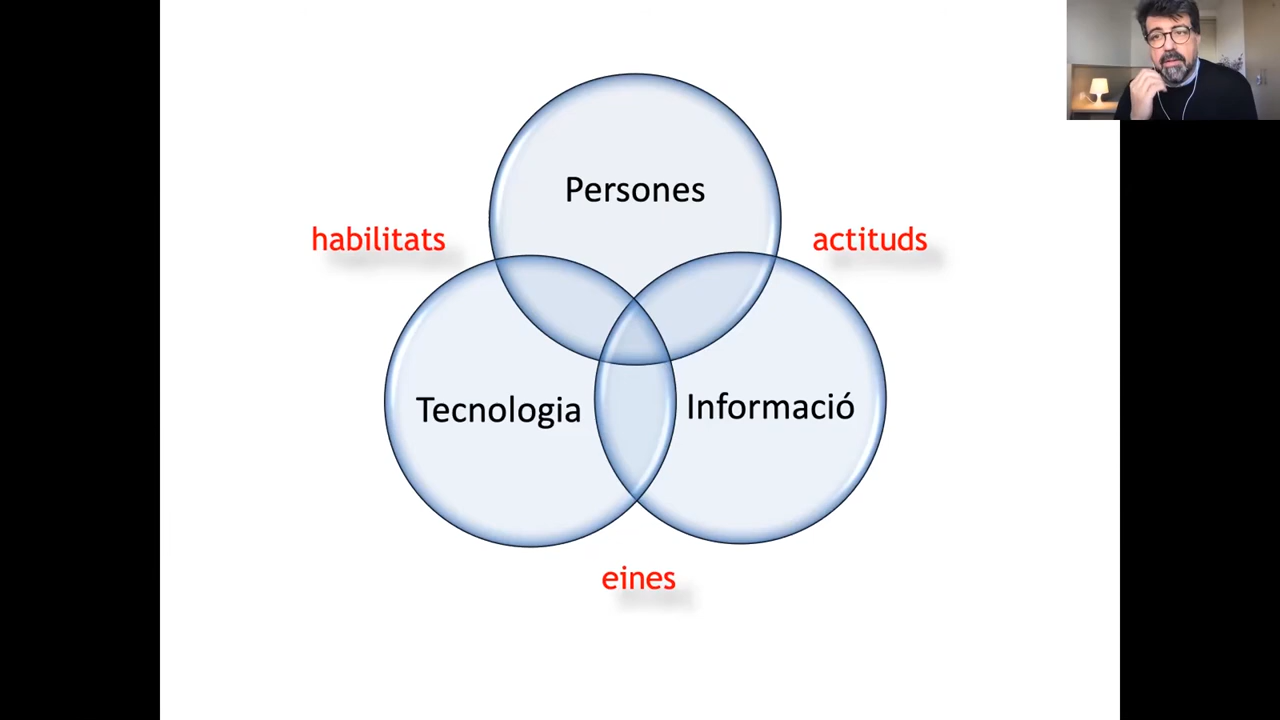 Persones
habilitats
actituds
Tecnologia
Informació
eines